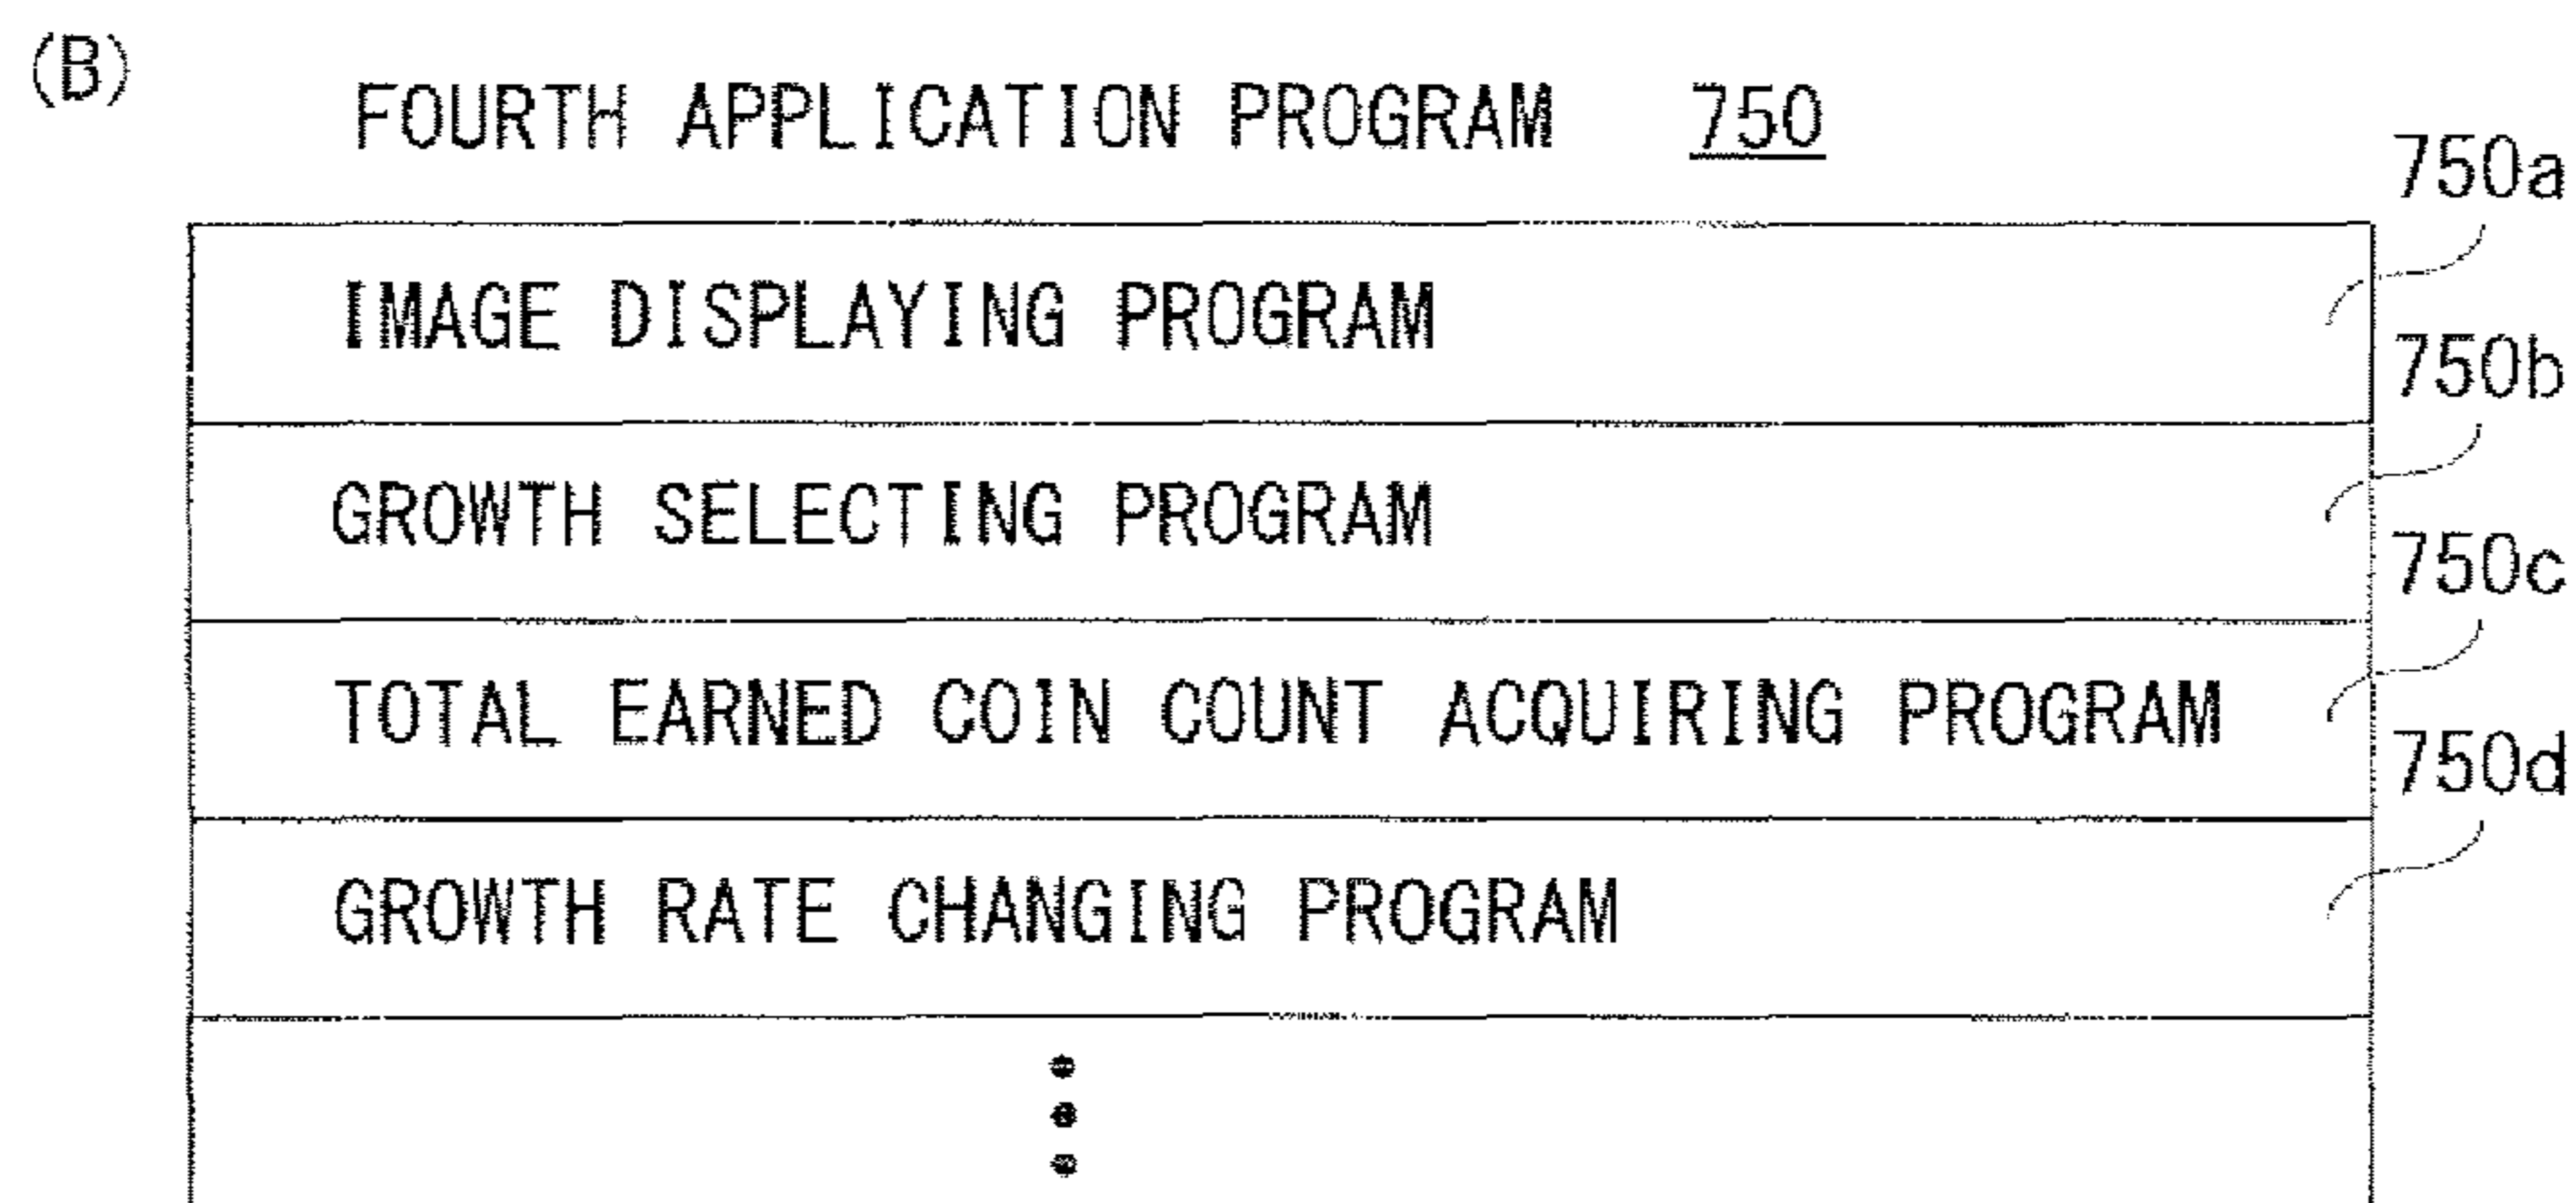 (B)
FOURTH APPLICATION PROGRAM 750
750a
IMAGE DISPLAYING PROGRAM
750b
GROWTH SELECTING PROGRAM
750c
TOTAL EARNED COIN COUNT ACQUIRING PROGRAM
750d
GROWTH RATE CHANGING PROGRAM